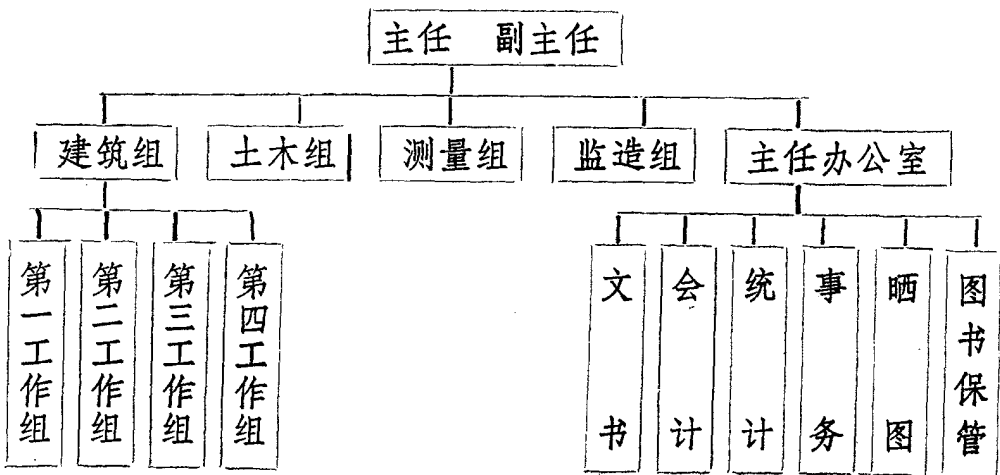 主任 副主任
建筑组
土木组
测量组
监造组
主任办公室
第一工作组
第二工作组
第三工作组
第四工作组
文书
会计
统计
事务
晒图
图书保管